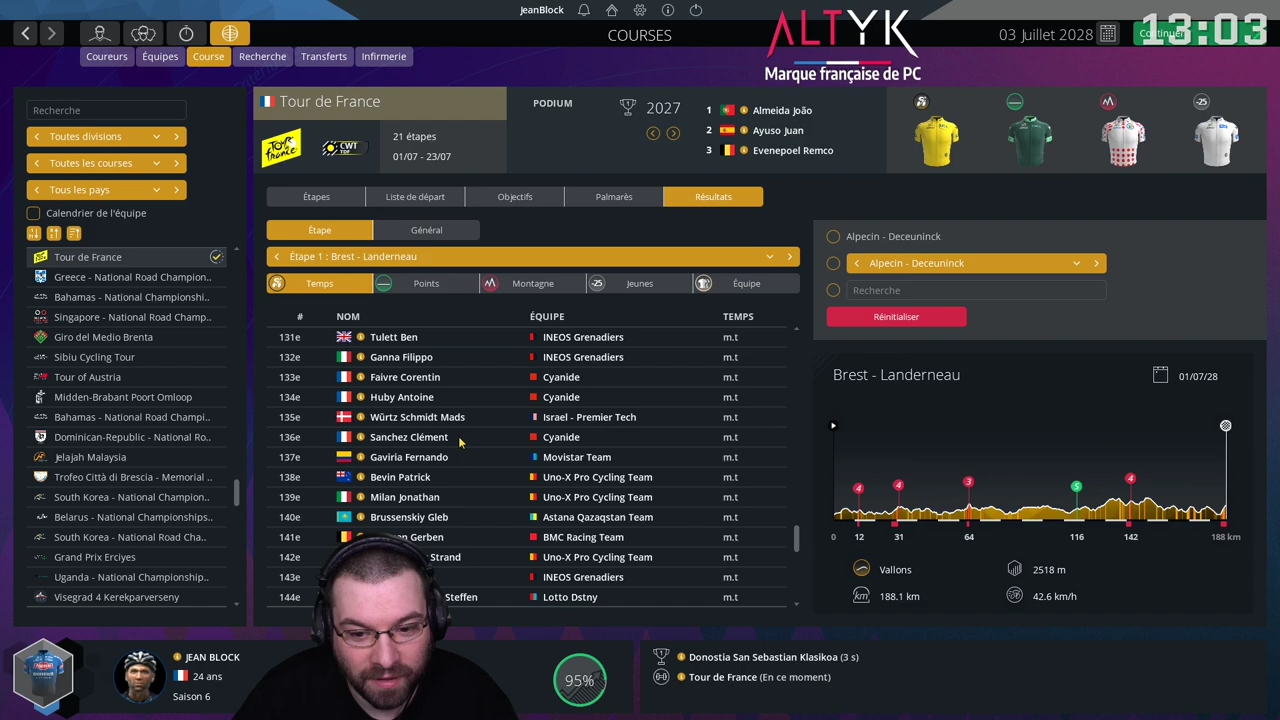 JeanBlock
COURSES
ALTYK
Marque française de PC
03 Juillet 2028
13:03
Coureurs
Équipes
Course
Recherche
Transferts
Infirmerie
Recherche
Toutes divisions
Toutes les courses
Tous les pays
Calendrier de l'équipe
Tour de France
Greece - National Road Champion..
Bahamas - National Championshi..
Singapore - National Road Champ..
Giro del Medio Brenta
Sibiu Cycling Tour
Tour of Austria
Midden-Brabant Poort Omloop
Bahamas - National Road Champi..
Dominican-Republic - National Ro..
Jelajah Malaysia
Trofeo Città di Brescia - Memorial ..
South Korea - National Champion..
Belarus - National Championships..
South Korea - National Road Cha..
Grand Prix Erciyes
Uganda - National Championship..
Visegrad 4 Kerekparverseny
Tour de France
21 étapes
01/07 - 23/07
PODIUM
2027
1 Almeida João
2 Ayuso Juan
3 Evenepoel Remco
-25
Étapes
Liste de départ
Objectifs
Palmarès
Résultats
Étape
Général
Étape 1 : Brest - Landerneau
Temps
Points
Montagne
-25 Jeunes
Équipe
# NOM ÉQUIPE TEMPS
131e Tulett Ben INEOS Grenadiers m.t
132e Ganna Filippo INEOS Grenadiers m.t
133e Faivre Corentin Cyanide m.t
134e Huby Antoine Cyanide m.t
135e Würtz Schmidt Mads Israel - Premier Tech m.t
136e Sanchez Clément Cyanide m.t
137e Gaviria Fernando Movistar Team m.t
138e Bevin Patrick Uno-X Pro Cycling Team m.t
139e Milan Jonathan Uno-X Pro Cycling Team m.t
140e Brussenskiy Gleb Astana Qazaqstan Team m.t
141e Gerben BMC Racing Team m.t
142e Strand Uno-X Pro Cycling Team m.t
143e INEOS Grenadiers m.t
144e Steffen Lotto Dstny m.t
Alpecin - Deceuninck
Alpecin - Deceuninck
Recherche
Réinitialiser
Brest - Landerneau
01/07/28
4 4 3 S 4
0 12 31 64 116 142 188 km
Vallons
2518 m
188.1 km
42.6 km/h
JEAN BLOCK
24 ans
Saison 6
95%
Donostia San Sebastian Klasikoa (3 s)
Tour de France (En ce moment)